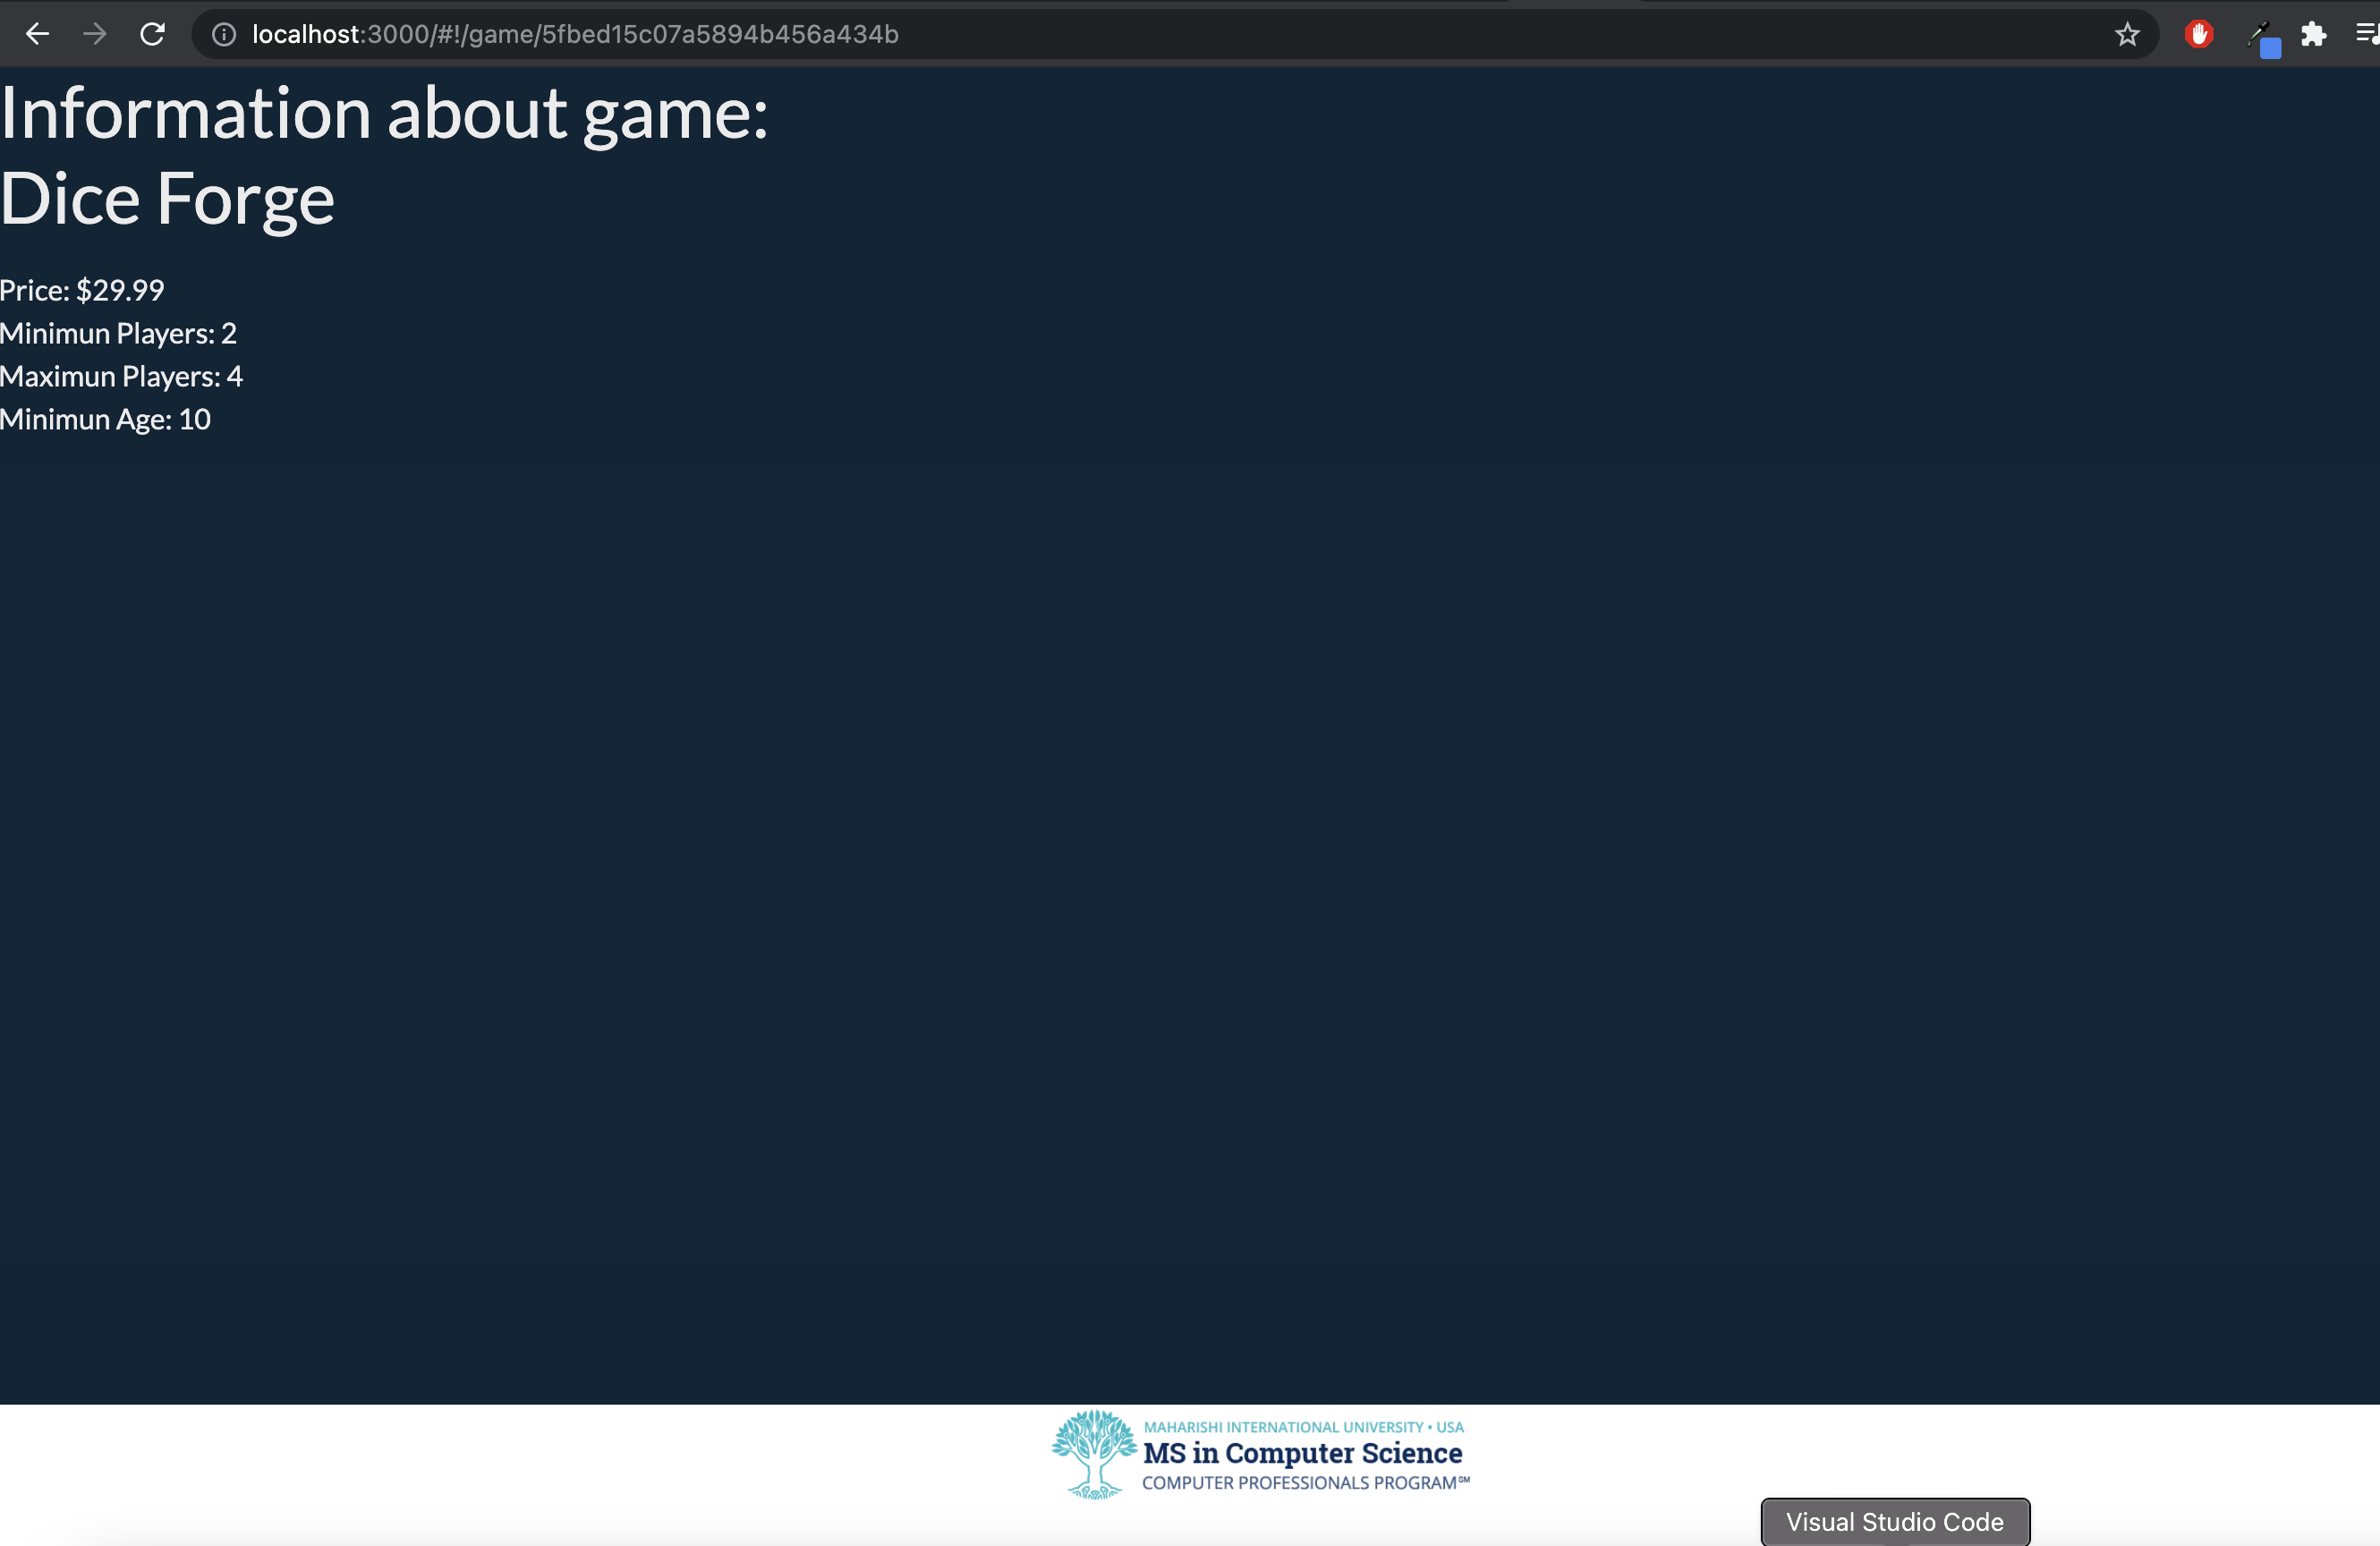 localhost:3000/#!/game/5fbed15c07a5894b456a434b
Information about game:
Dice Forge
Price: $29.99
Minimun Players: 2
Maximun Players: 4
Minimun Age: 10
MAHARISHI INTERNATIONAL UNIVERSITY • USA
MS in Computer Science
COMPUTER PROFESSIONALS PROGRAM℠
Visual Studio Code